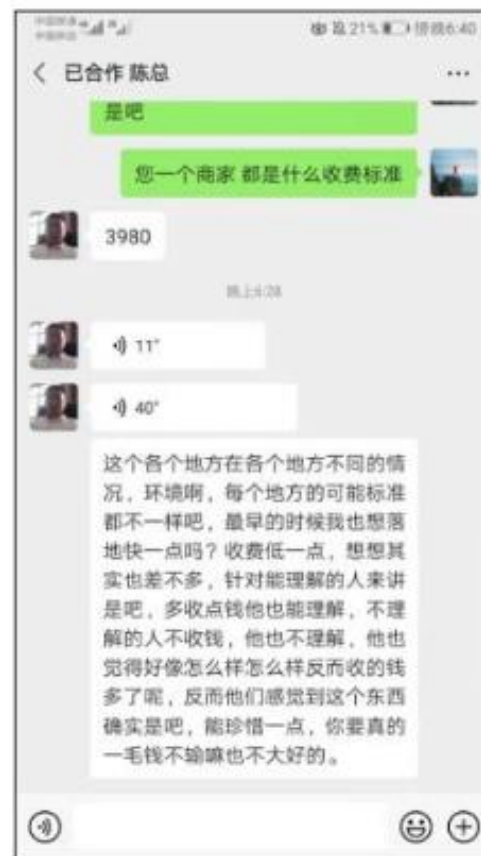 21%
晚上6:40
已合作 陈总
是吧
您一个商家 都是什么收费标准
3980
晚上6:28
11"
40"
这个各个地方在各个地方不同的情
况，环境啊，每个地方的可能标准
都不一样吧，最早的时候我也想落
地快一点吗？收费低一点，想想其
实也差不多，针对能理解的人来讲
是吧，多收点钱他也能理解，不理
解的人不收钱，他也不理解，他也
觉得好像怎么样怎么样反而收的钱
多了呢，反而他们感觉到这个东西
确实是吧，能珍惜一点，你要真的
一毛钱不输嘛也不大好的。